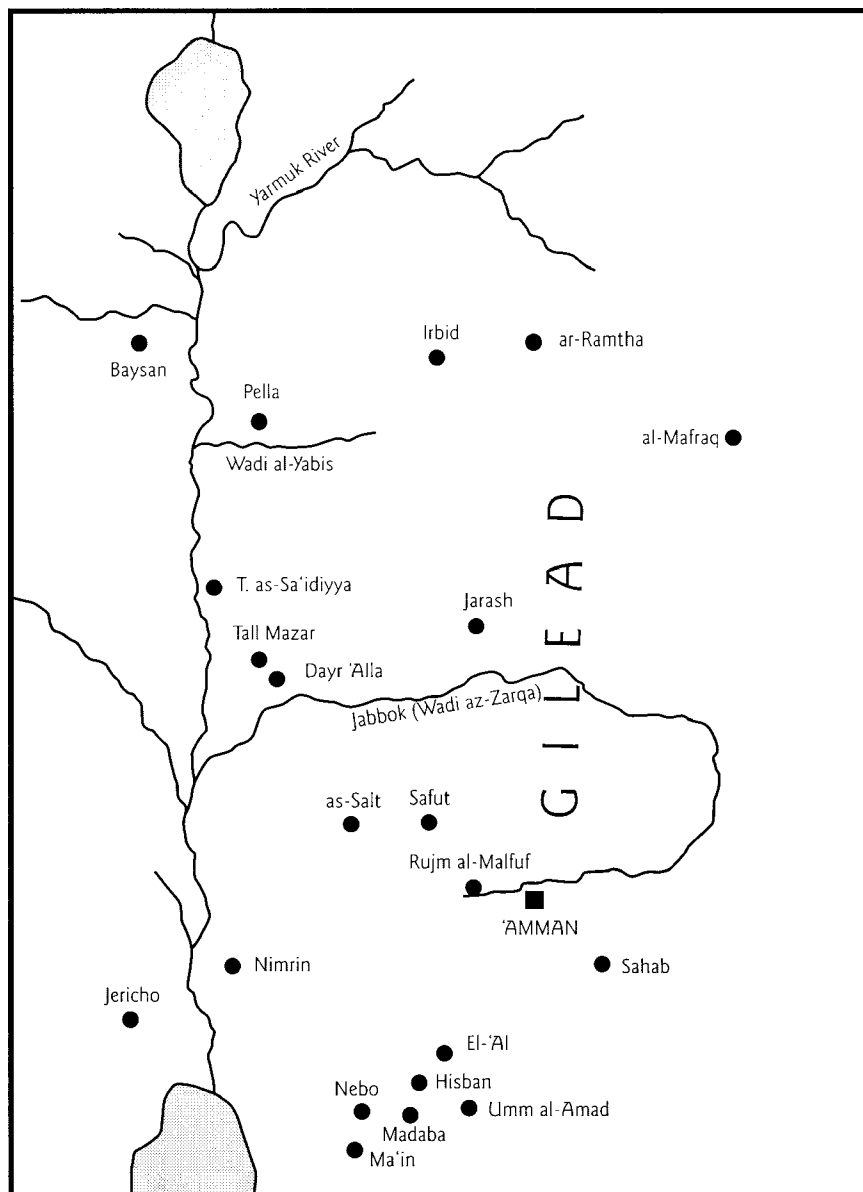 Yarmuk River
Irbid
ar-Ramtha
Baysan
Pella
al-Mafraq
Wadi al-Yabis
GILEAD
T. as-Sa'idiyya
Jarash
Tall Mazar
Dayr 'Alla
Jabbok (Wadi az-Zarqa)
as-Salt
Safut
Rujm al-Malfuf
'AMMAN
Nimrin
Sahab
Jericho
El-'Al
Hisban
Nebo
Umm al-Amad
Madaba
Ma'in